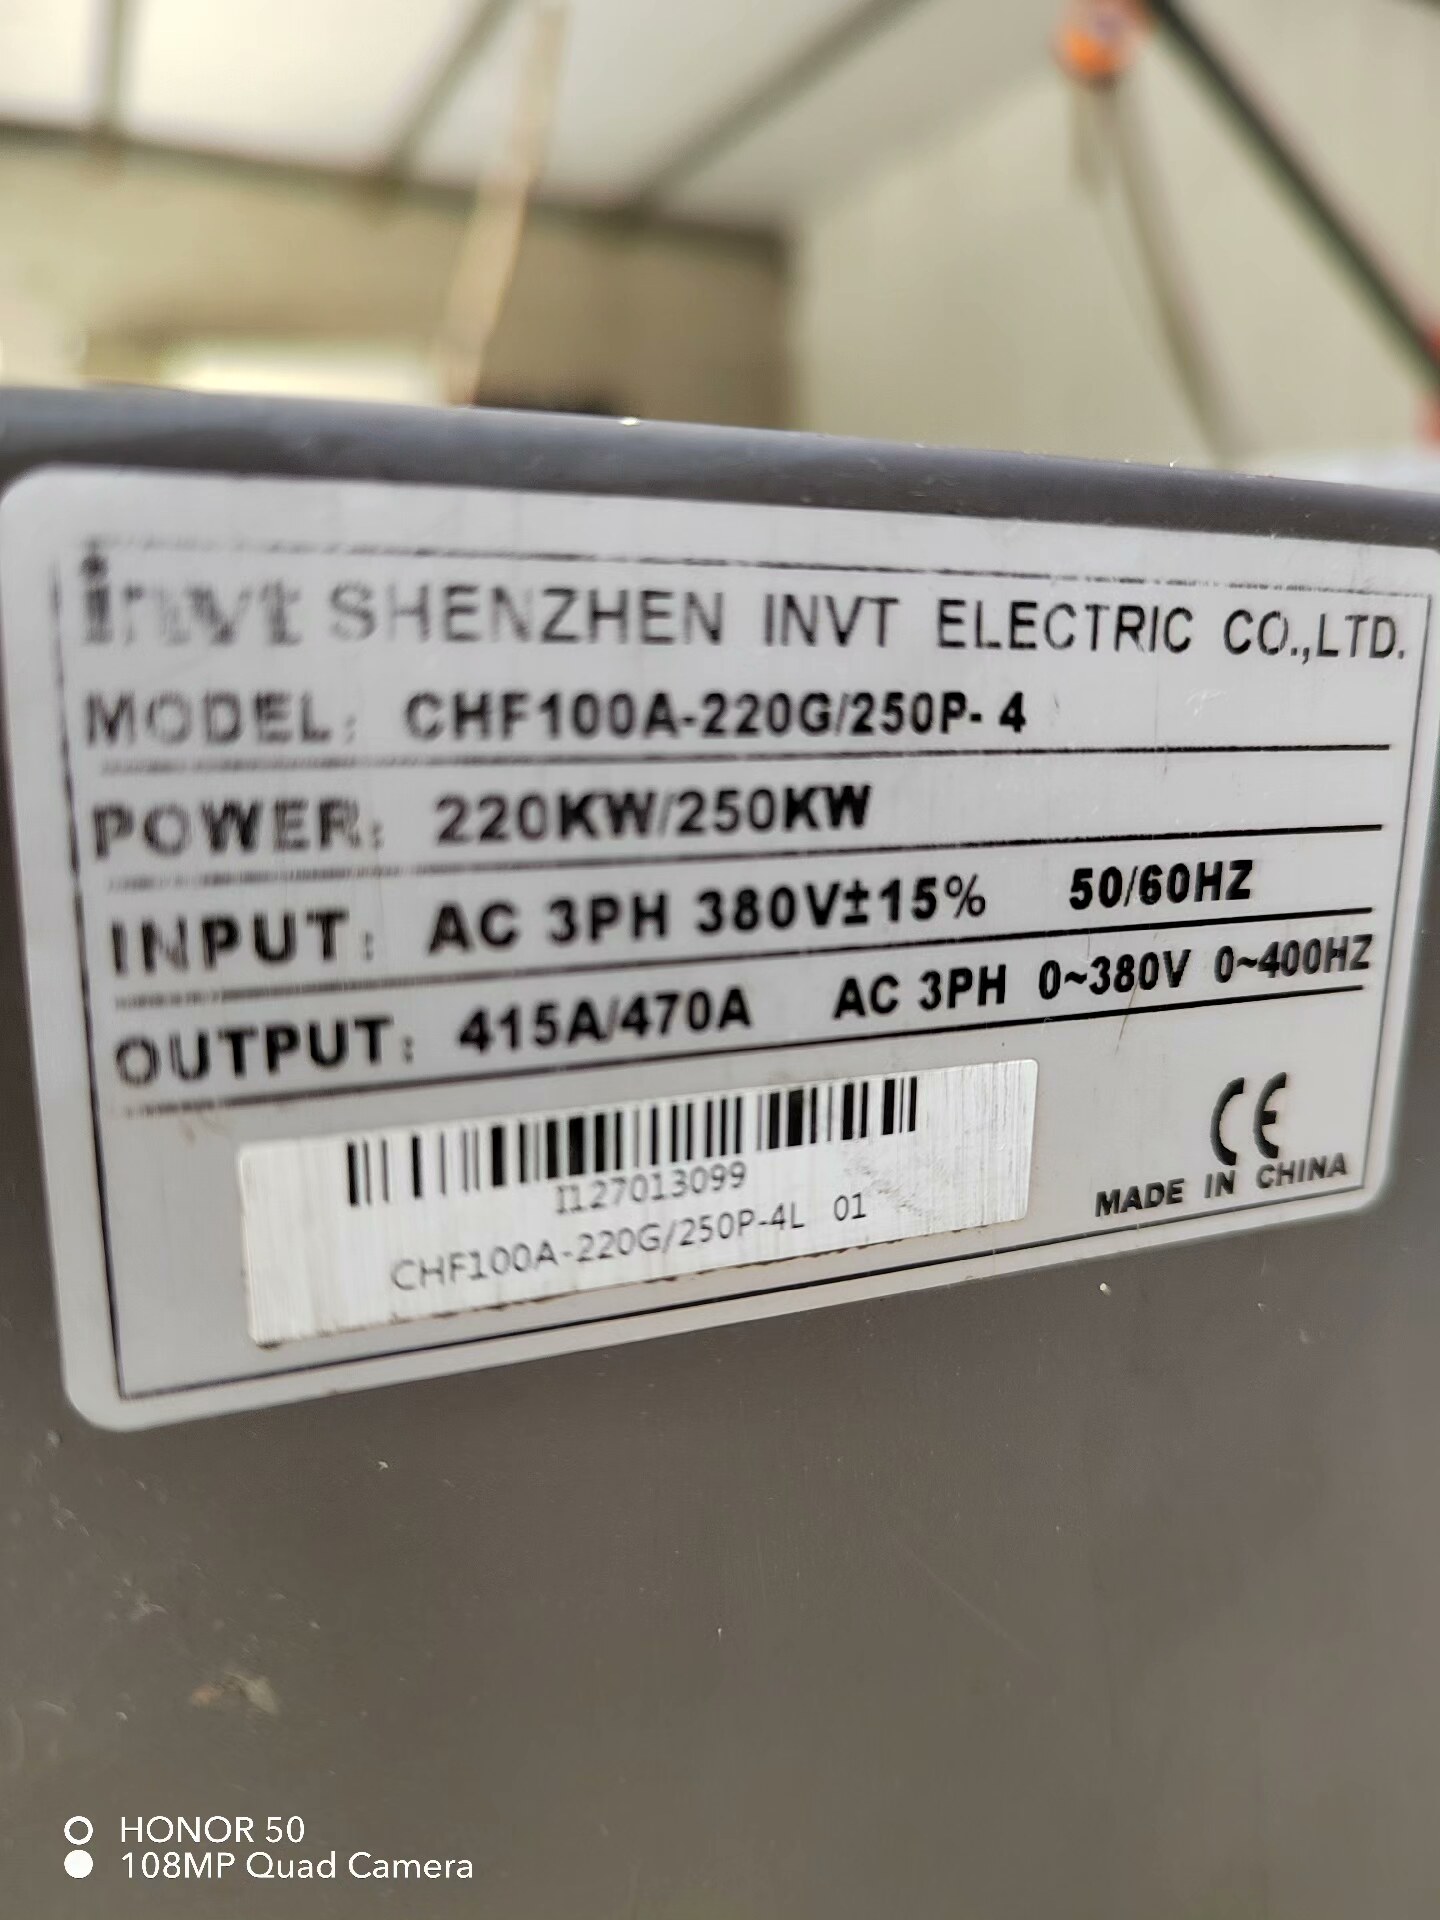 invt SHENZHEN INVT ELECTRIC CO.,LTD.
MODEL: CHF100A-220G/250P-4
POWER: 220KW/250KW
INPUT: AC 3PH 380V±15% 50/60HZ
OUTPUT: 415A/470A AC 3PH 0~380V 0~400HZ
I127013099
CHF100A-220G/250P-4L 01
CE
MADE IN CHINA
HONOR 50
108MP Quad Camera